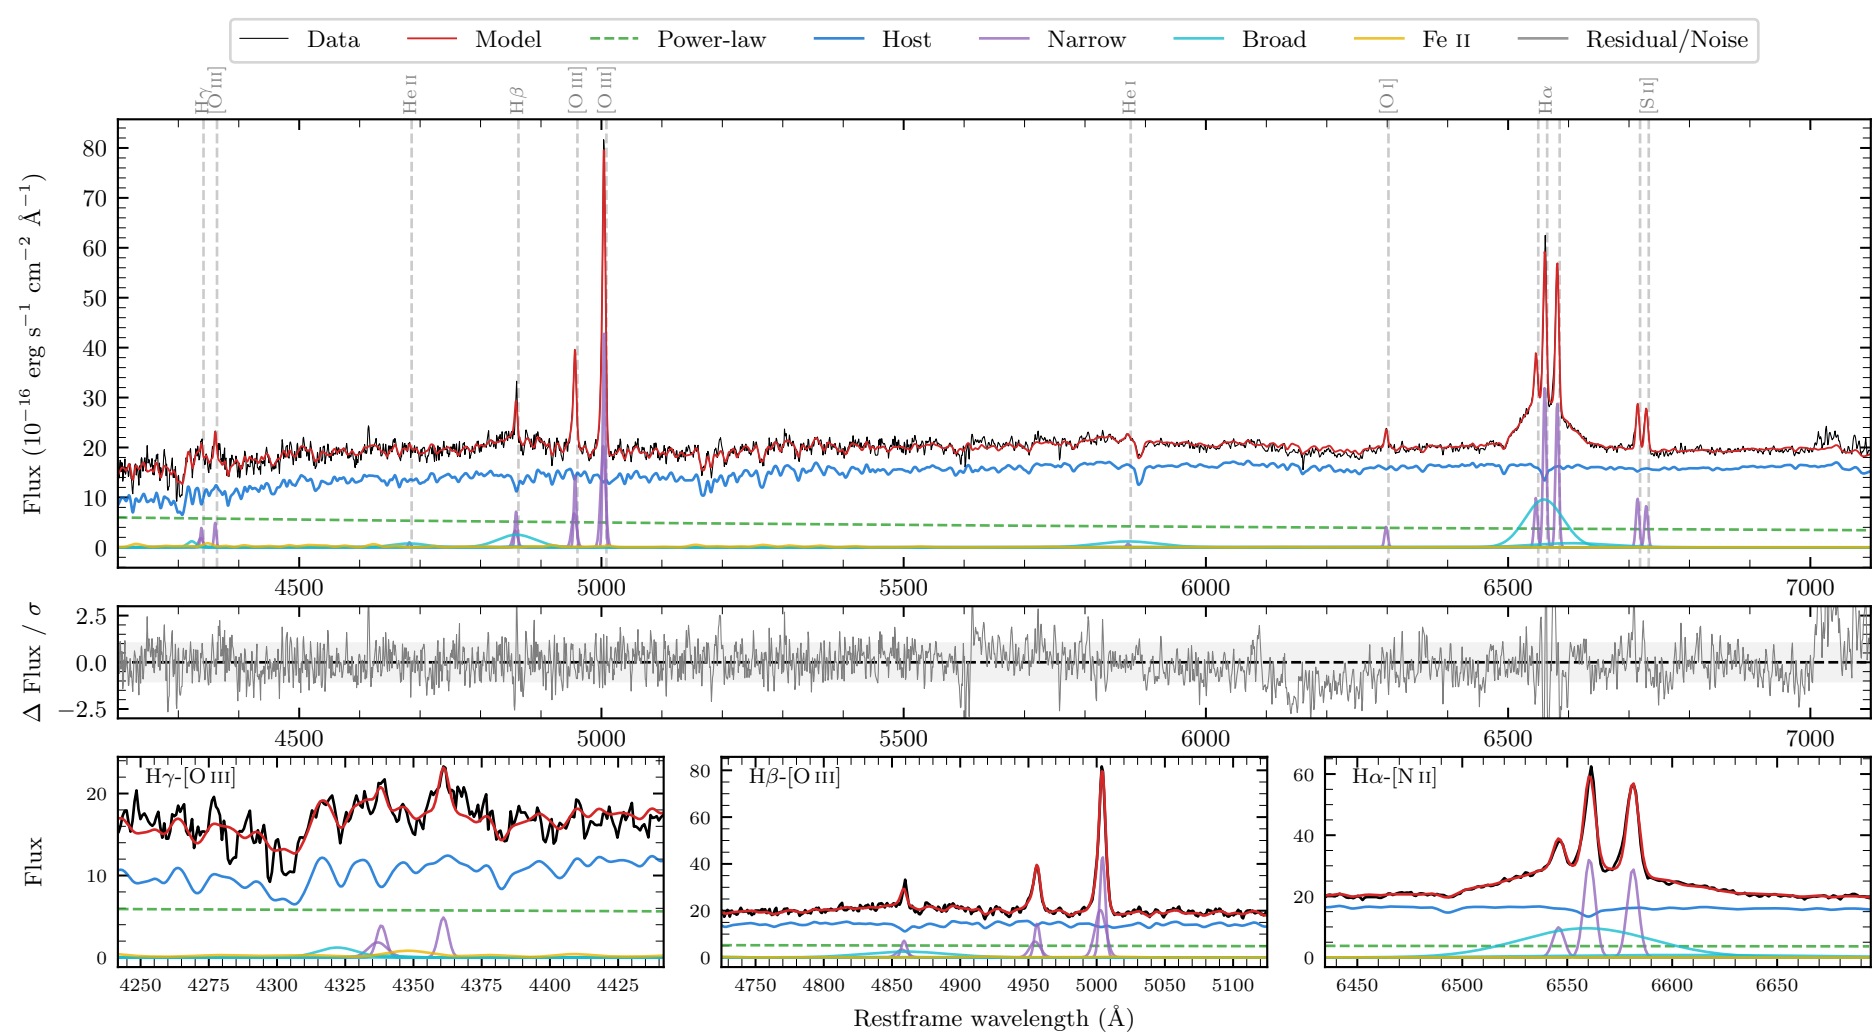 Data Model Power-law Host Narrow Broad Fe II Residual/Noise
Hγ [O III] He II Hβ [O III] [O III] He I [O I] Hα [S II]
Flux (10⁻¹⁶ erg s⁻¹ cm⁻² Å⁻¹)
80
70
60
50
40
30
20
10
0
4500 5000 5500 6000 6500 7000
Δ Flux / σ
2.5
0.0
−2.5
4500 5000 5500 6000 6500 7000
Flux
Hγ-[O III]
20
10
0
4250 4275 4300 4325 4350 4375 4400 4425
Hβ-[O III]
80
60
40
20
0
4750 4800 4850 4900 4950 5000 5050 5100
Hα-[N II]
60
40
20
0
6450 6500 6550 6600 6650
Restframe wavelength (Å)